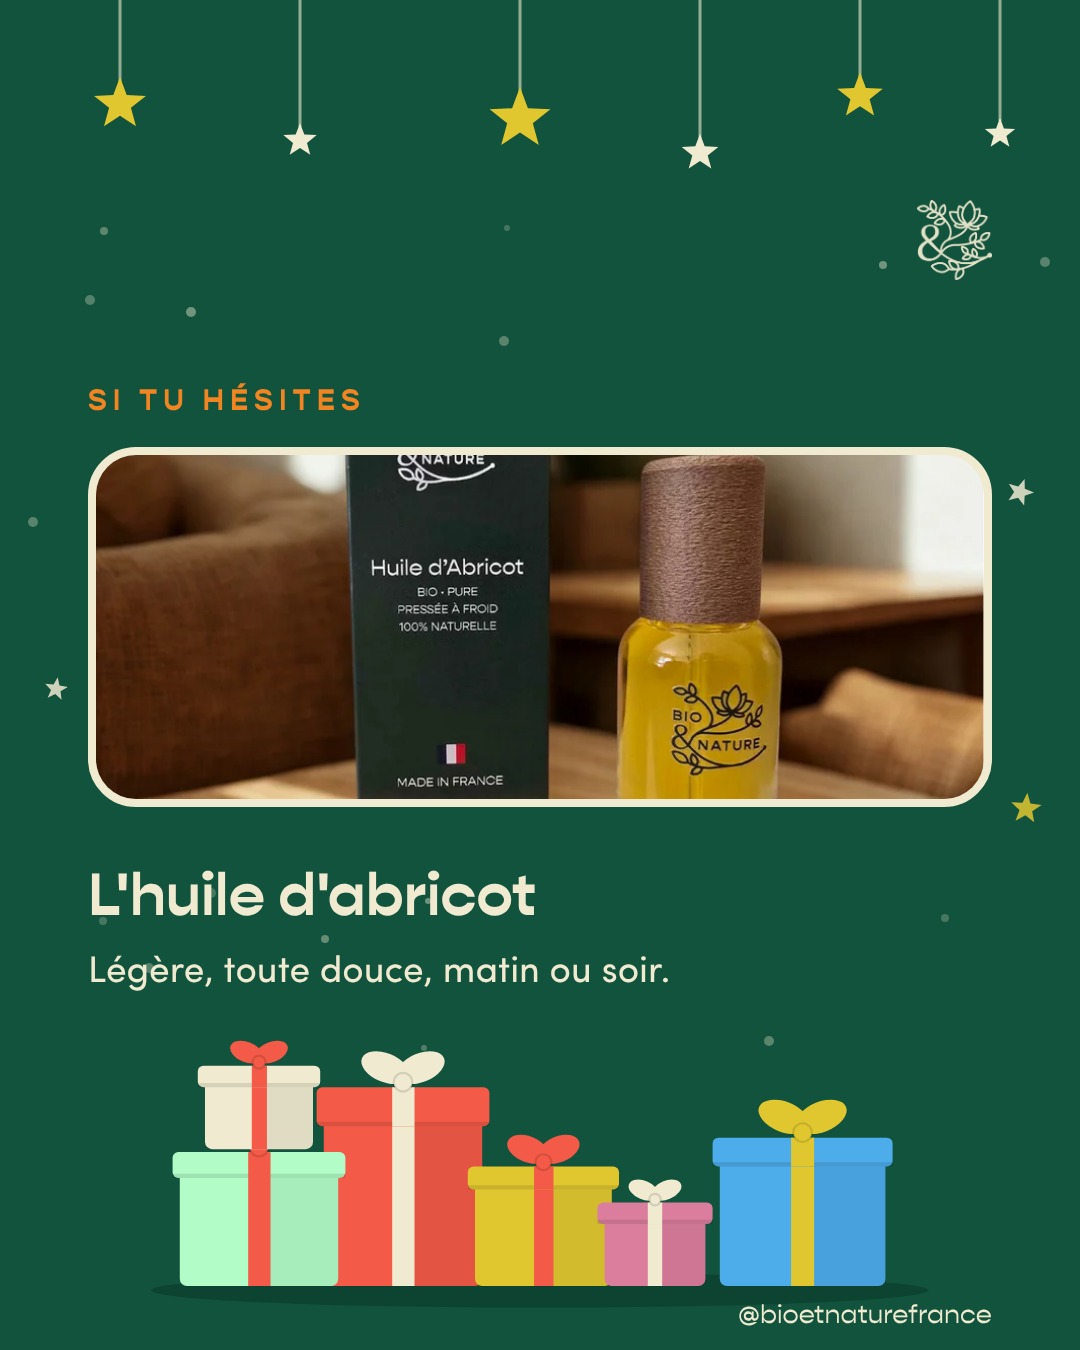 &
SI TU HÉSITES
& NATURE
Huile d'Abricot
BIO • PURE
PRESSÉE À FROID
100% NATURELLE
MADE IN FRANCE
BIO
& NATURE
L'huile d'abricot
Légère, toute douce, matin ou soir.
@bioetnaturefrance